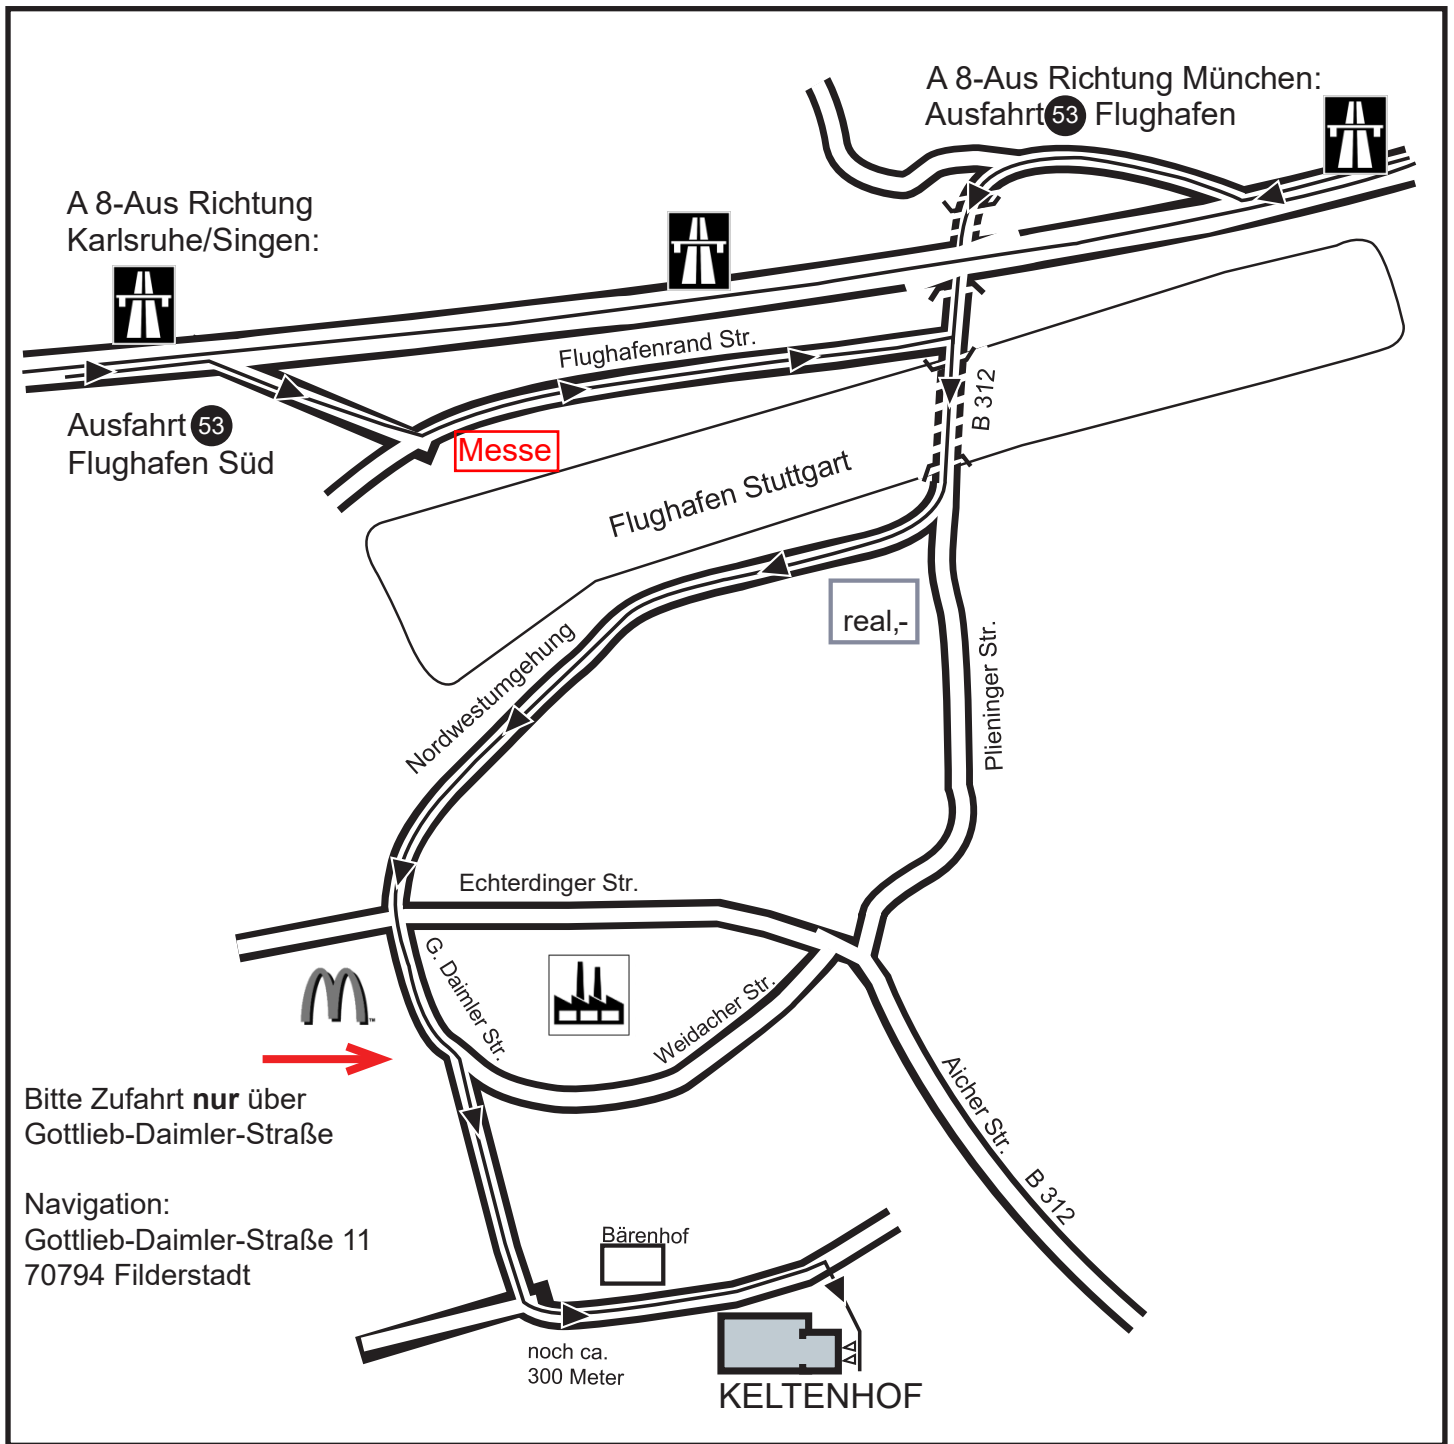 A 8-Aus Richtung München:
Ausfahrt 53 Flughafen
A 8-Aus Richtung
Karlsruhe/Singen:
Flughafenrand Str.
B 312
Ausfahrt 53
Flughafen Süd
Messe
Flughafen Stuttgart
real,-
Nordwestumgehung
Plieninger Str.
Echterdinger Str.
G. Daimler Str.
Weidacher Str.
Aicher Str.
B 312
Bitte Zufahrt nur über
Gottlieb-Daimler-Straße
Navigation:
Gottlieb-Daimler-Straße 11
70794 Filderstadt
Bärenhof
noch ca.
300 Meter
KELTENHOF